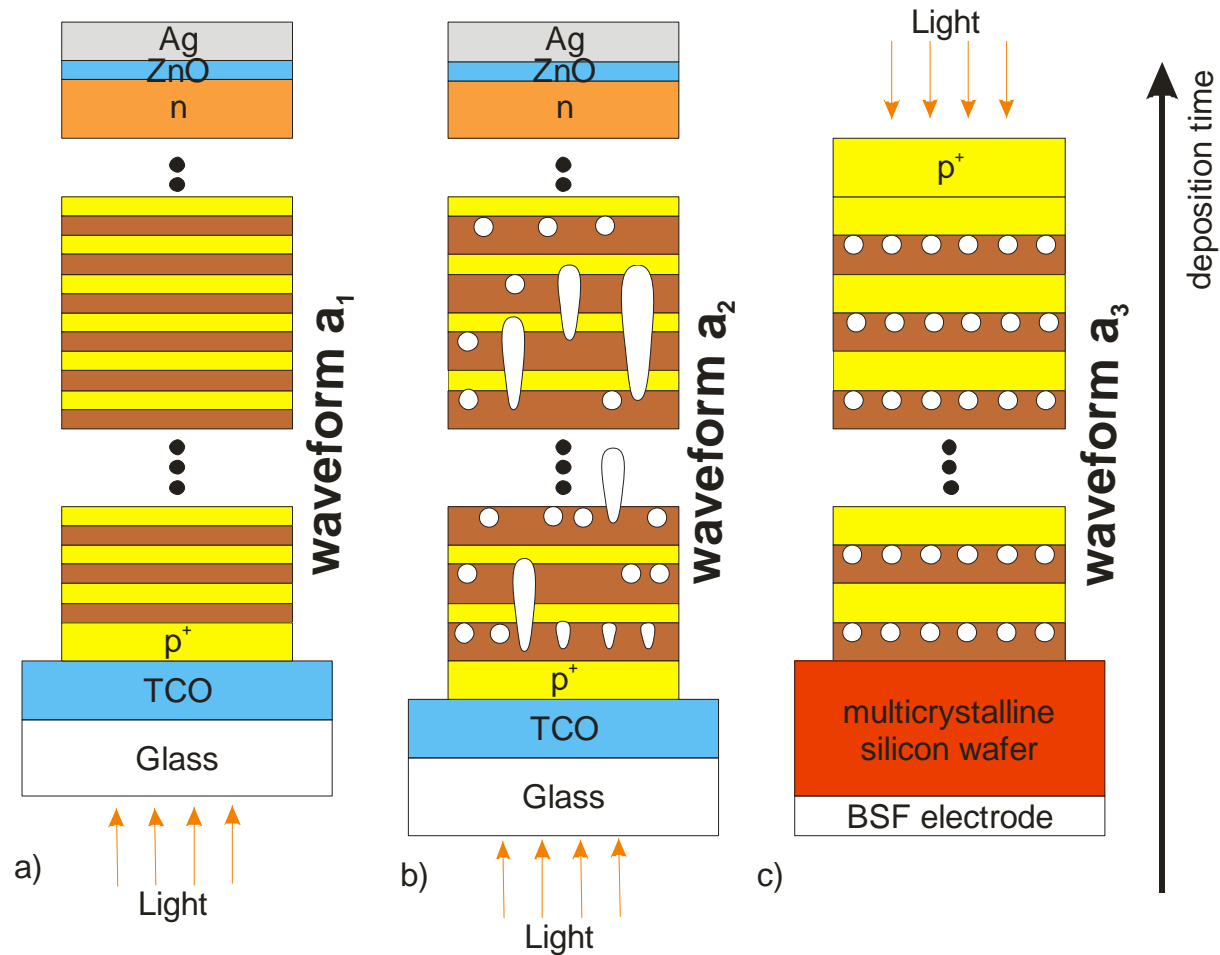 Ag
ZnO
n
p+
TCO
Glass
Light
a)
waveform a1
Ag
ZnO
n
p+
TCO
Glass
Light
b)
waveform a2
Light
p+
multicrystalline
silicon wafer
BSF electrode
c)
waveform a3
deposition time